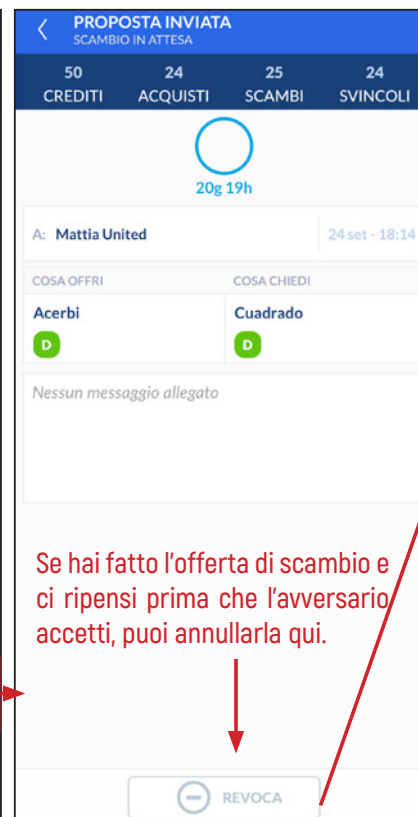 PROPOSTA INVIATA
SCAMBIO IN ATTESA
50 24 25 24
CREDITI ACQUISTI SCAMBI SVINCOLI
20g 19h
A: Mattia United 24 set - 18:14
COSA OFFRI COSA CHIEDI
Acerbi Cuadrado
D D
Nessun messaggio allegato
Se hai fatto l'offerta di scambio e
ci ripensi prima che l'avversario
accetti, puoi annullarla qui.
REVOCA